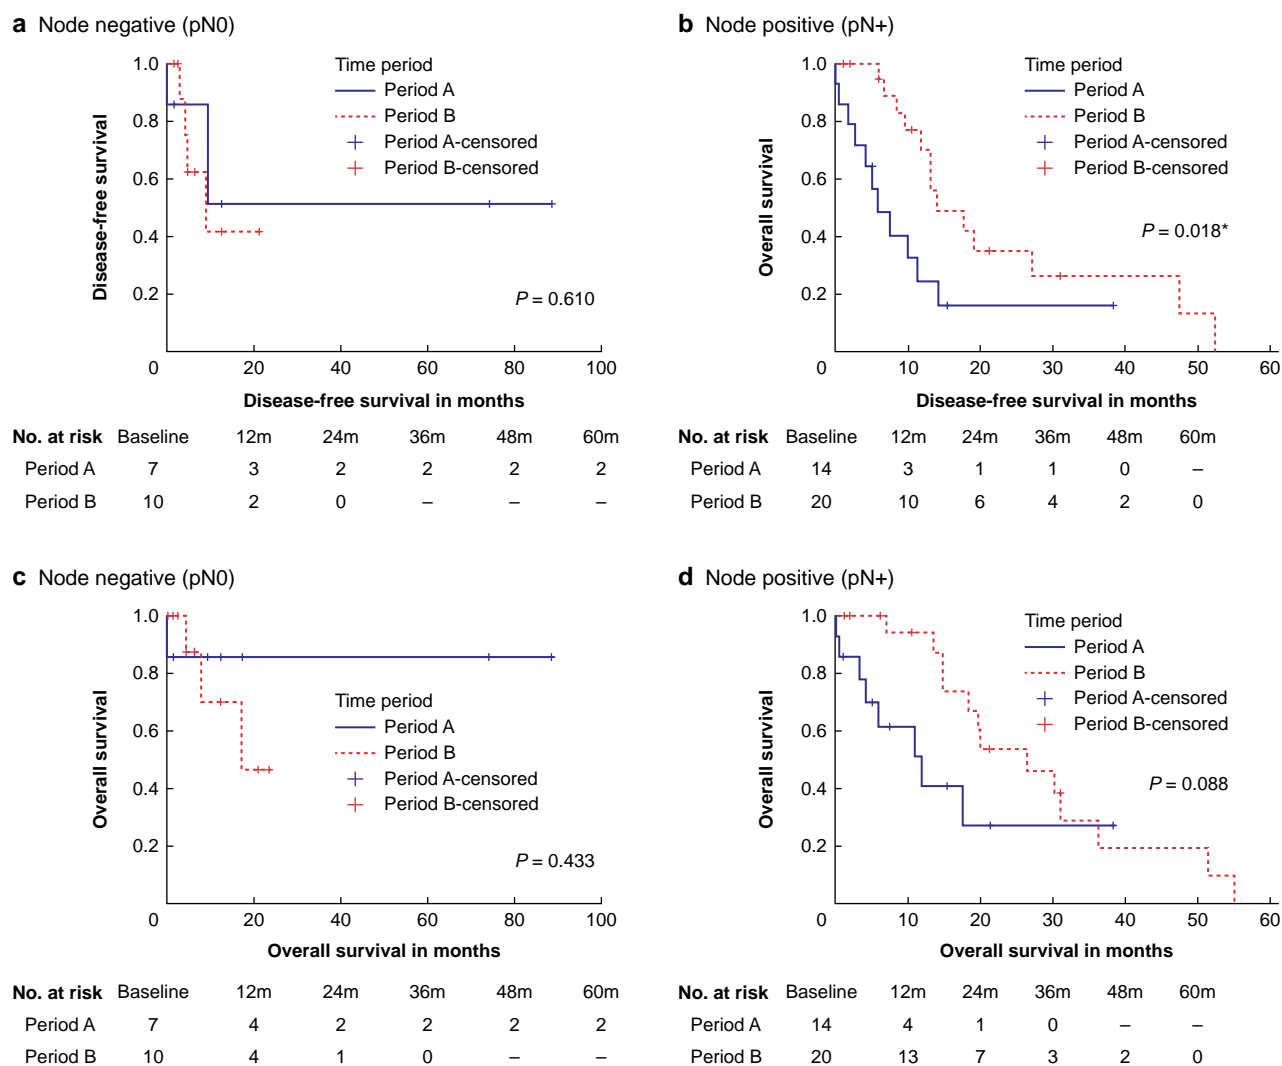 a Node negative (pN0)
1.0
0.8
0.6
0.4
0.2
Disease-free survival
Time period
Period A
Period B
Period A-censored
Period B-censored
P = 0.610
0 20 40 60 80 100
Disease-free survival in months
No. at risk Baseline 12m 24m 36m 48m 60m
Period A 7 3 2 2 2 2
Period B 10 2 0 – – –
b Node positive (pN+)
1.0
0.8
0.6
0.4
0.2
Overall survival
Time period
Period A
Period B
Period A-censored
Period B-censored
P = 0.018*
0 10 20 30 40 50 60
Disease-free survival in months
No. at risk Baseline 12m 24m 36m 48m 60m
Period A 14 3 1 1 0 –
Period B 20 10 6 4 2 0
c Node negative (pN0)
1.0
0.8
0.6
0.4
0.2
Overall survival
Time period
Period A
Period B
Period A-censored
Period B-censored
P = 0.433
0 20 40 60 80 100
Overall survival in months
No. at risk Baseline 12m 24m 36m 48m 60m
Period A 7 4 2 2 2 2
Period B 10 4 1 0 – –
d Node positive (pN+)
1.0
0.8
0.6
0.4
0.2
Overall survival
Time period
Period A
Period B
Period A-censored
Period B-censored
P = 0.088
0 10 20 30 40 50 60
Overall survival in months
No. at risk Baseline 12m 24m 36m 48m 60m
Period A 14 4 1 0 – –
Period B 20 13 7 3 2 0